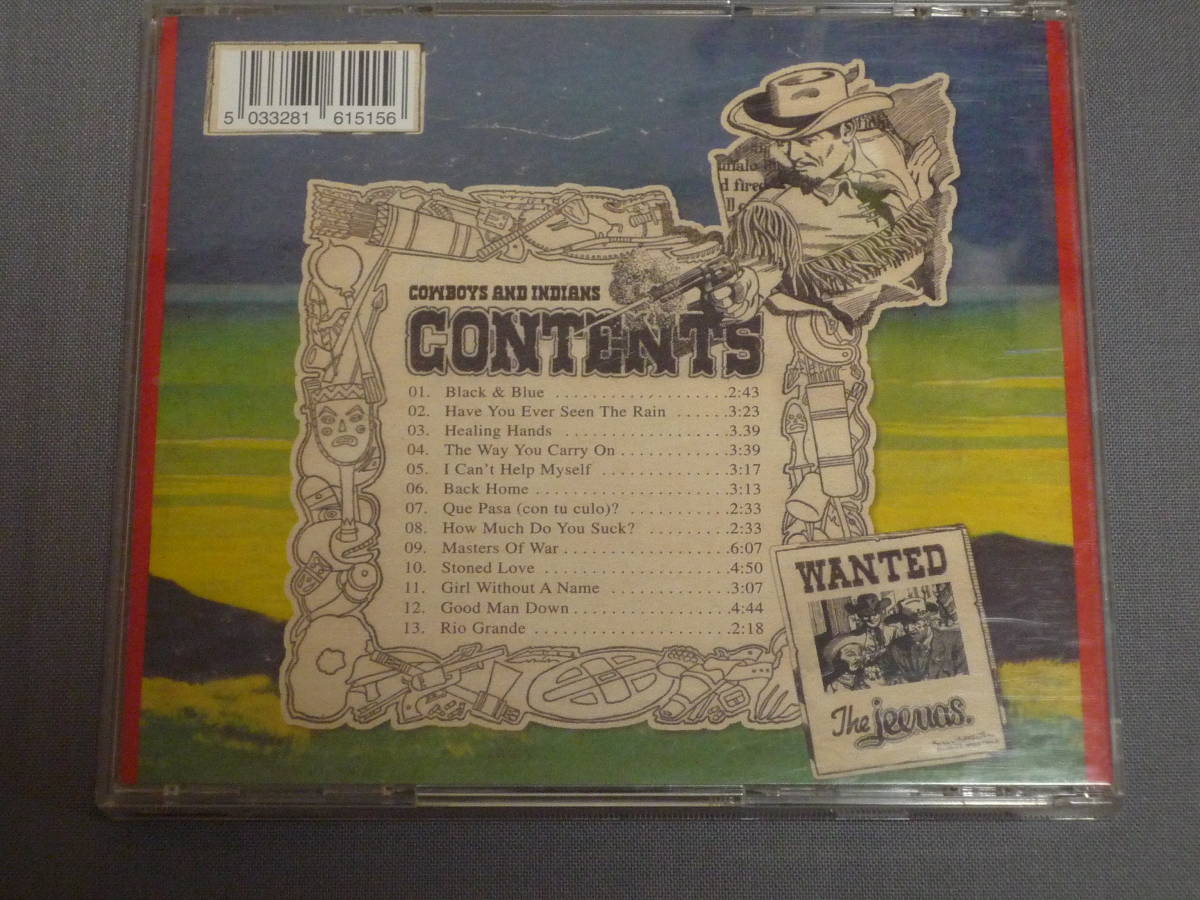 5 033281 615156
COWBOYS AND INDIANS
CONTENTS
01. Black & Blue ..................2:43
02. Have You Ever Seen The Rain ......3:23
03. Healing Hands .................3.39
04. The Way You Carry On ...........3:39
05. I Can't Help Myself ..............3:17
06. Back Home ....................3:13
07. Que Pasa (con tu culo)? ..........2:33
08. How Much Do You Suck? .........2:33
09. Masters Of War .................6:07
10. Stoned Love ...................4:50
11. Girl Without A Name ............3:07
12. Good Man Down ................4:44
13. Rio Grande ....................2:18
WANTED
The Jeevas.